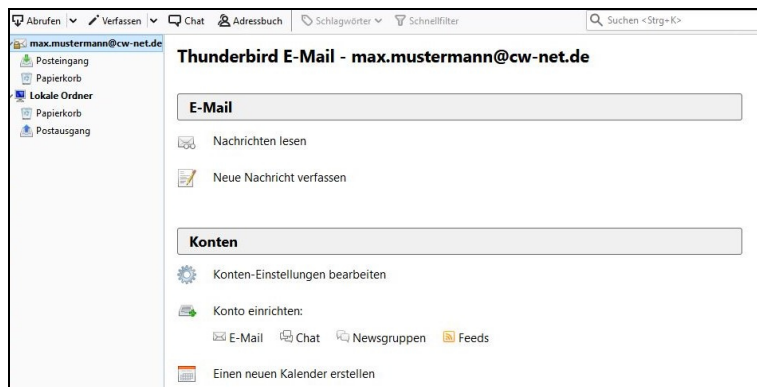 Abrufen Verfassen Chat Adressbuch Schlagwörter Schnellfilter Suchen <Strg+K>
max.mustermann@cw-net.de
Posteingang
Papierkorb
Lokale Ordner
Papierkorb
Postausgang
Thunderbird E-Mail - max.mustermann@cw-net.de
E-Mail
Nachrichten lesen
Neue Nachricht verfassen
Konten
Konten-Einstellungen bearbeiten
Konto einrichten:
E-Mail Chat Newsgruppen Feeds
Einen neuen Kalender erstellen